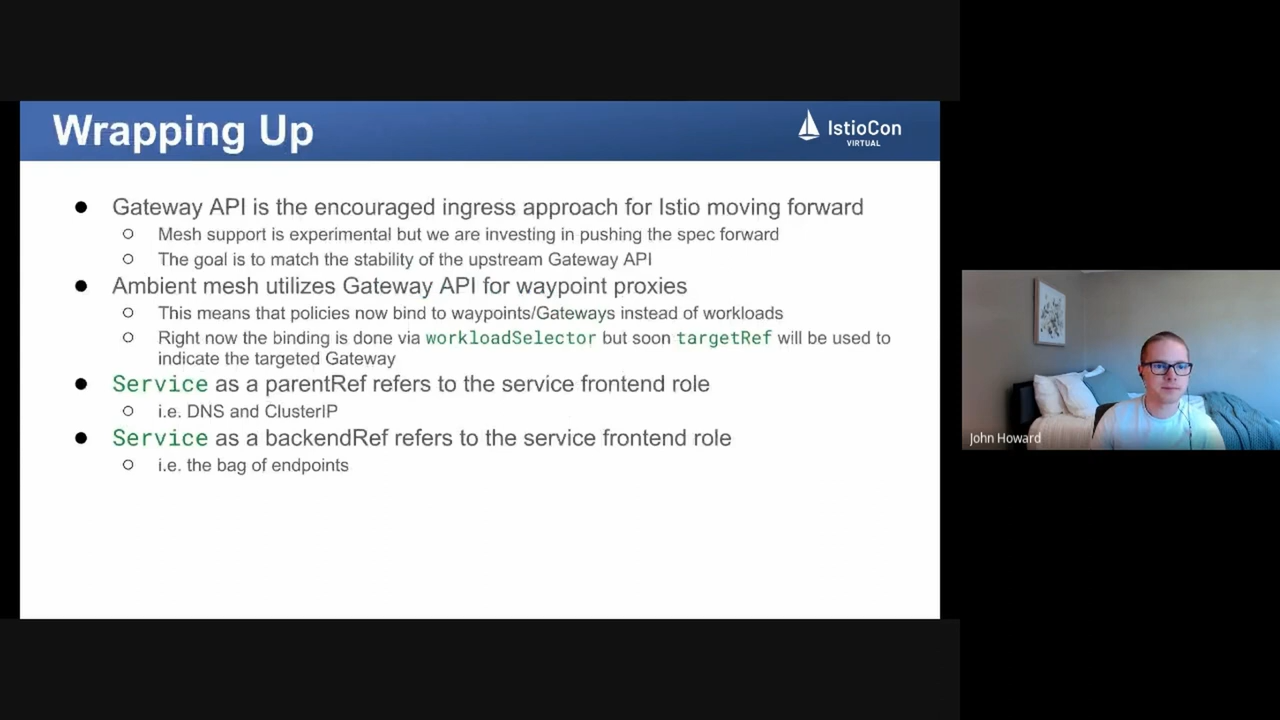 Wrapping Up
IstioCon
VIRTUAL
● Gateway API is the encouraged ingress approach for Istio moving forward
○ Mesh support is experimental but we are investing in pushing the spec forward
○ The goal is to match the stability of the upstream Gateway API
● Ambient mesh utilizes Gateway API for waypoint proxies
○ This means that policies now bind to waypoints/Gateways instead of workloads
○ Right now the binding is done via workloadSelector but soon targetRef will be used to
indicate the targeted Gateway
● Service as a parentRef refers to the service frontend role
○ i.e. DNS and ClusterIP
● Service as a backendRef refers to the service frontend role
○ i.e. the bag of endpoints
John Howard